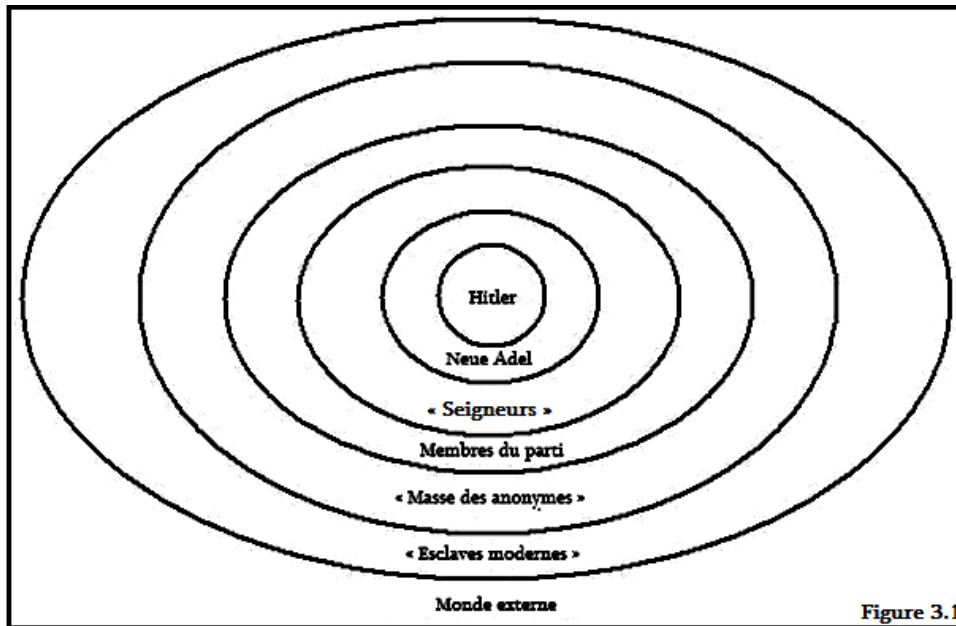 Hitler
Neue Adel
« Seigneurs »
Membres du parti
« Masse des anonymes »
« Esclaves modernes »
Monde externe
Figure 3.1